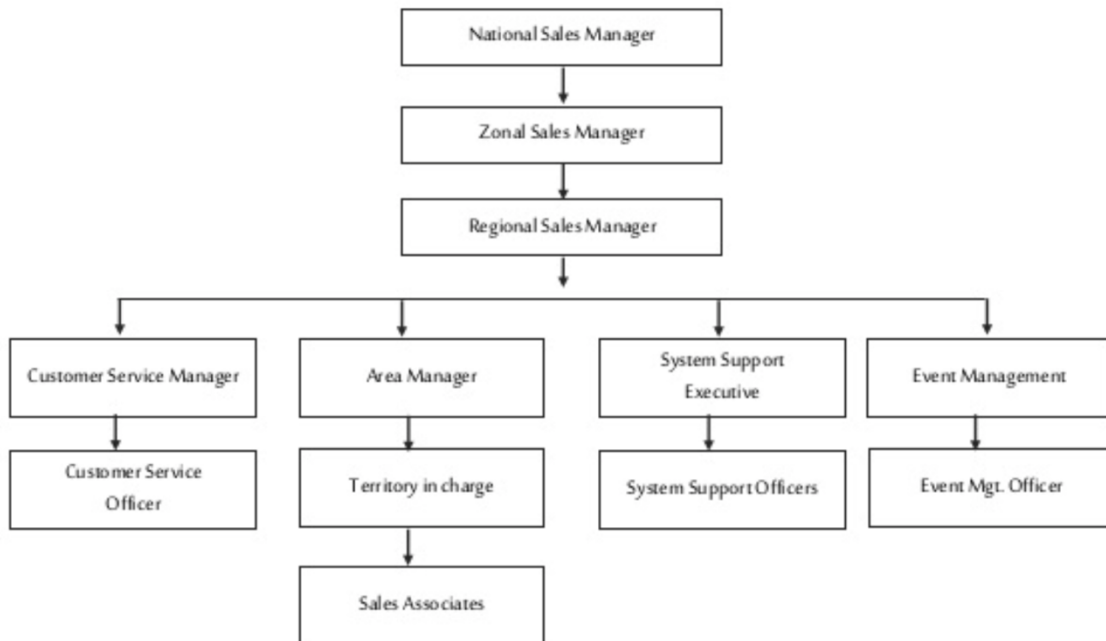 National Sales Manager
Zonal Sales Manager
Regional Sales Manager
Customer Service Manager
Area Manager
System Support
Executive
Event Management
Customer Service
Officer
Territory in charge
System Support Officers
Event Mgt. Officer
Sales Associates